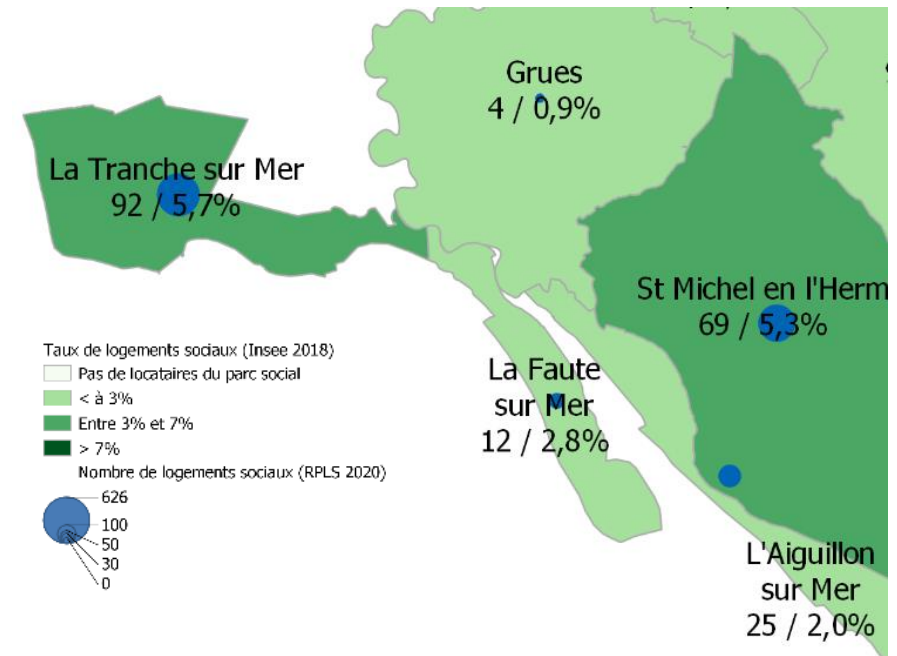 Grues
4 / 0,9%
La Tranche sur Mer
92 / 5,7%
St Michel en l'Herm
69 / 5,3%
La Faute
sur Mer
12 / 2,8%
L'Aiguillon
sur Mer
25 / 2,0%
Taux de logements sociaux (Insee 2018)
Pas de locataires du parc social
< à 3%
Entre 3% et 7%
> 7%
Nombre de logements sociaux (RPLS 2020)
626
100
50
30
0